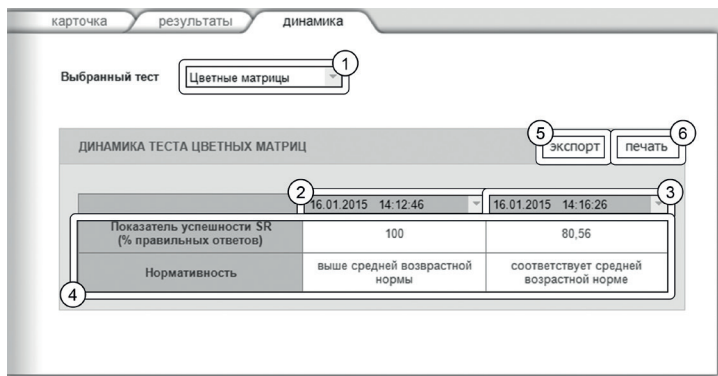 карточка результаты динамика
1
Выбранный тест Цветные матрицы
5 6
ДИНАМИКА ТЕСТА ЦВЕТНЫХ МАТРИЦ экспорт печать
2 3
16.01.2015 14:12:46 16.01.2015 14:16:26
Показатель успешности SR
(% правильных ответов) 100 80,56
Нормативность выше средней возврастной
нормы соответствует средней
возрастной норме
4